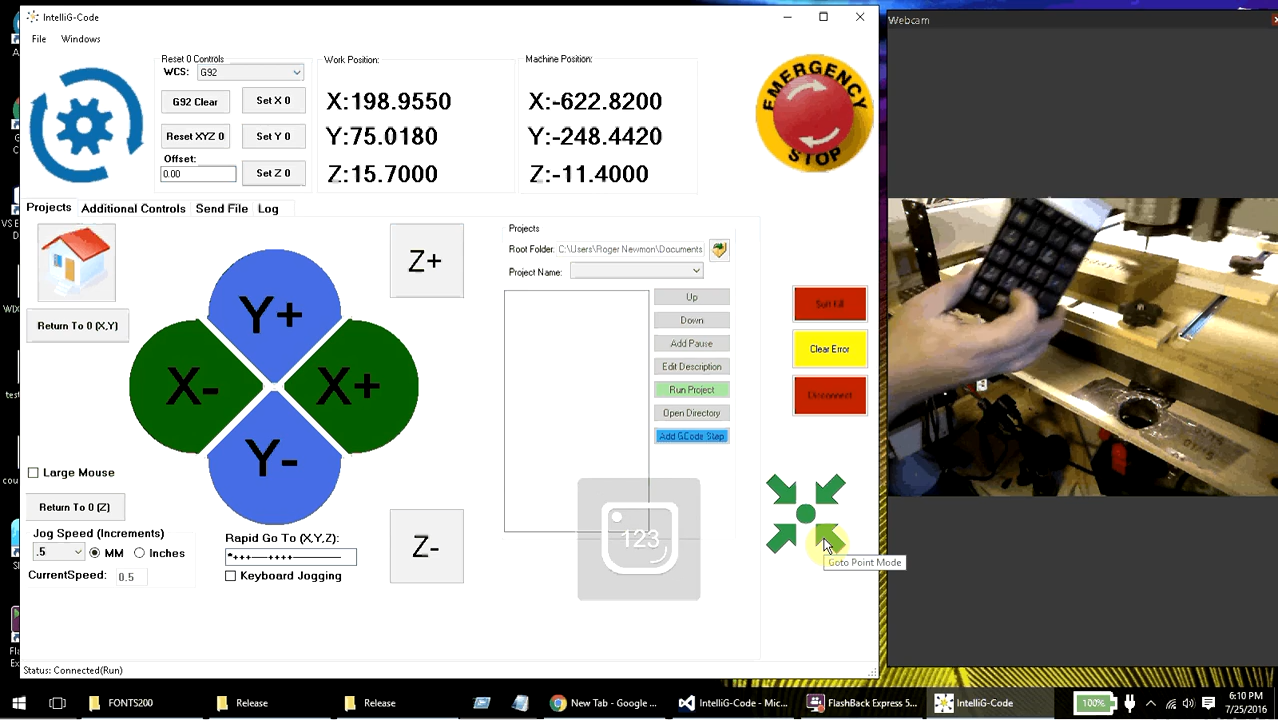 IntelliG-Code
File Windows
Reset 0 Controls
WCS: G92
G92 Clear Set X 0
Reset XYZ 0 Set Y 0
Offset:
0.00 Set Z 0
Work Position:
X:198.9550
Y:75.0180
Z:15.7000
Machine Position:
X:-622.8200
Y:-248.4420
Z:-11.4000
EMERGENCY
STOP
Projects Additional Controls Send File Log
Return To 0 (X,Y)
Y+
X- X+
Y-
Z+
Z-
Large Mouse
Return To 0 (Z)
Jog Speed (Increments)
.5 MM Inches
CurrentSpeed: 0.5
Rapid Go To (X,Y,Z):
Keyboard Jogging
Projects
Root Folder: C:\Users\Roger Newmon\Documents
Project Name:
Up
Down
Add Pause
Edit Description
Run Project
Open Directory
Add GCode Step
123
Soft Kill
Clear Error
Disconnect
Goto Point Mode
Status: Connected(Run)
Webcam
FONTS200 Release Release New Tab - Google ... IntelliG-Code - Mic... FlashBack Express 5... IntelliG-Code 100% 6:10 PM
7/25/2016